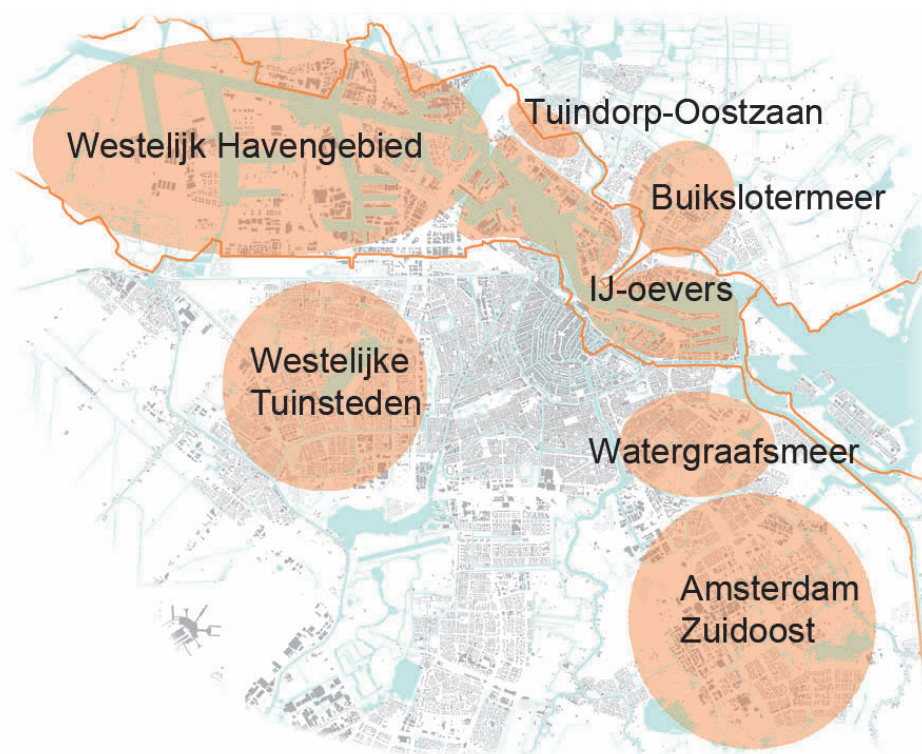 Tuindorp-Oostzaan
Westelijk Havengebied
Buikslotermeer
IJ-oevers
Westelijke
Tuinsteden
Watergraafsmeer
Amsterdam
Zuidoost